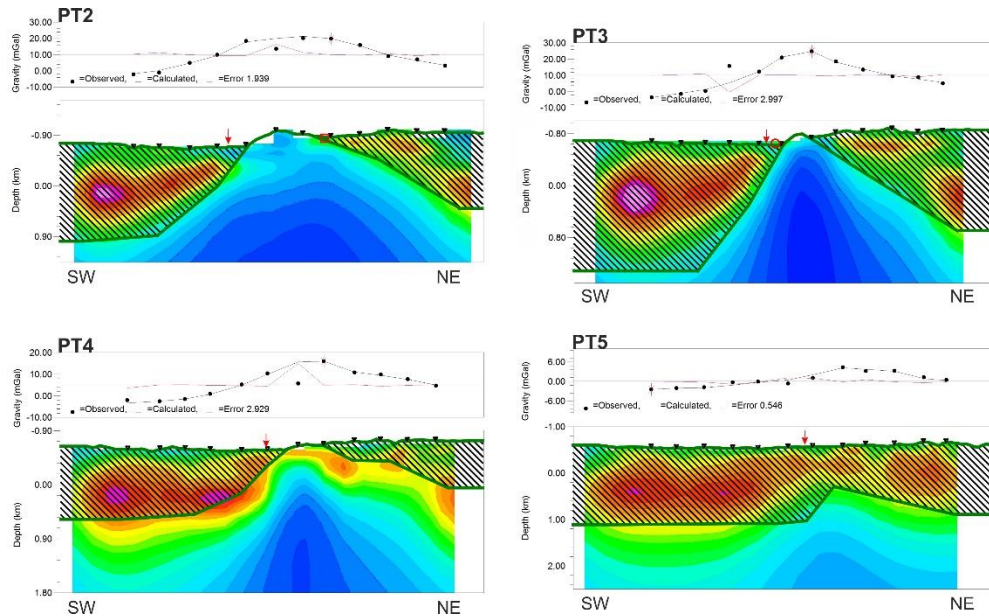 PT2
30.00
20.00
10.00
0.00
-10.00
Gravity (mGal)
=Observed, =Calculated, =Error 1.939
-0.90
0.00
0.90
Depth (km)
SW
NE
PT3
30.00
20.00
10.00
0.00
-10.00
Gravity (mGal)
=Observed, =Calculated, =Error 2.997
-0.80
0.00
0.80
Depth (km)
SW
NE
PT4
20.00
10.00
0.00
-10.00
Gravity (mGal)
=Observed, =Calculated, =Error 2.929
-0.90
0.00
0.90
1.80
Depth (km)
SW
NE
PT5
6.00
0.00
-6.00
Gravity (mGal)
=Observed, =Calculated, =Error 0.546
-1.00
0.00
1.00
2.00
Depth (km)
SW
NE